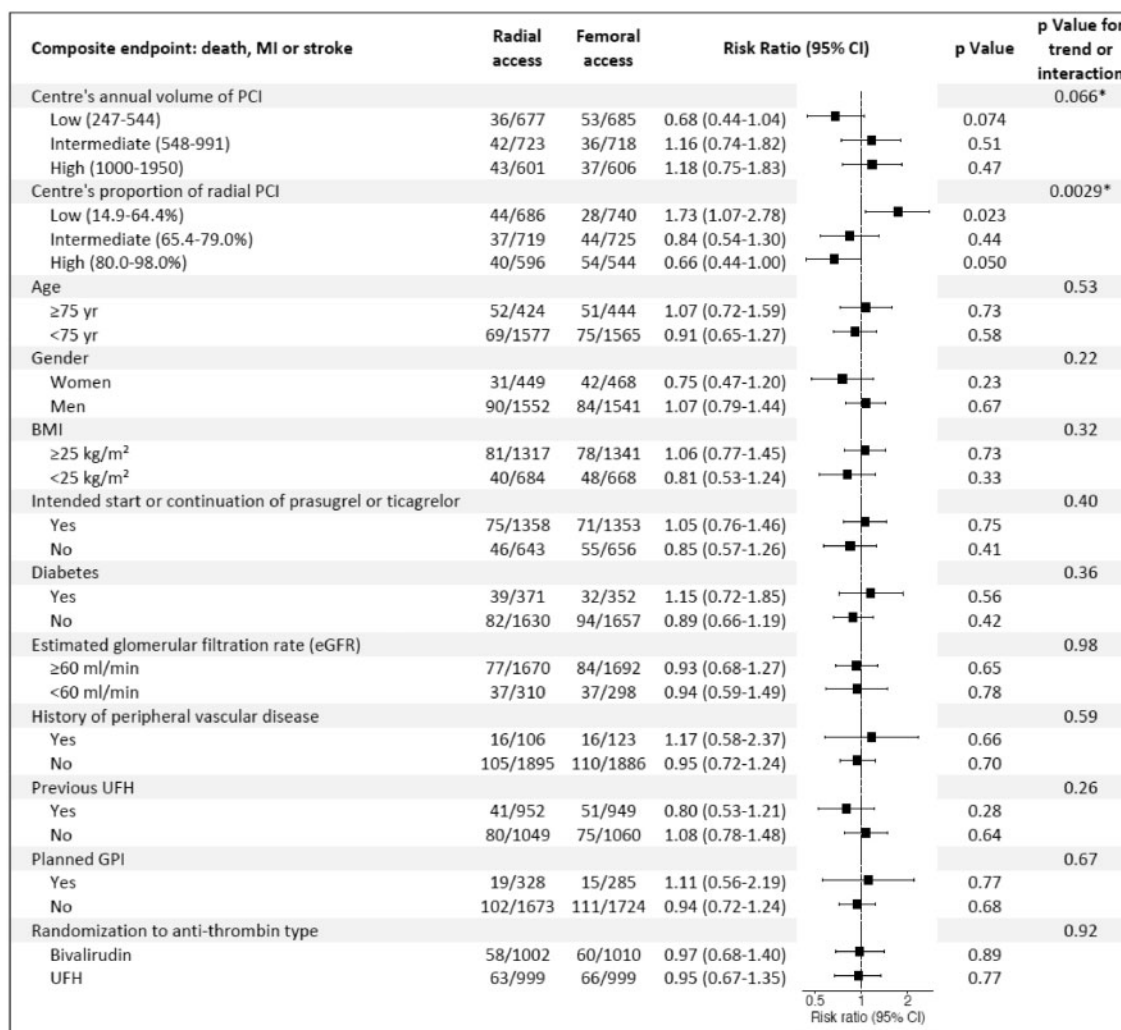 Composite endpoint: death, MI or stroke Radial access Femoral access Risk Ratio (95% CI) p Value p Value for trend or interaction
Centre's annual volume of PCI 0.066*
Low (247-544) 36/677 53/685 0.68 (0.44-1.04) 0.074
Intermediate (548-991) 42/723 36/718 1.16 (0.74-1.82) 0.51
High (1000-1950) 43/601 37/606 1.18 (0.75-1.83) 0.47
Centre's proportion of radial PCI 0.0029*
Low (14.9-64.4%) 44/686 28/740 1.73 (1.07-2.78) 0.023
Intermediate (65.4-79.0%) 37/719 44/725 0.84 (0.54-1.30) 0.44
High (80.0-98.0%) 40/596 54/544 0.66 (0.44-1.00) 0.050
Age 0.53
≥75 yr 52/424 51/444 1.07 (0.72-1.59) 0.73
<75 yr 69/1577 75/1565 0.91 (0.65-1.27) 0.58
Gender 0.22
Women 31/449 42/468 0.75 (0.47-1.20) 0.23
Men 90/1552 84/1541 1.07 (0.79-1.44) 0.67
BMI 0.32
≥25 kg/m² 81/1317 78/1341 1.06 (0.77-1.45) 0.73
<25 kg/m² 40/684 48/668 0.81 (0.53-1.24) 0.33
Intended start or continuation of prasugrel or ticagrelor 0.40
Yes 75/1358 71/1353 1.05 (0.76-1.46) 0.75
No 46/643 55/656 0.85 (0.57-1.26) 0.41
Diabetes 0.36
Yes 39/371 32/352 1.15 (0.72-1.85) 0.56
No 82/1630 94/1657 0.89 (0.66-1.19) 0.42
Estimated glomerular filtration rate (eGFR) 0.98
≥60 ml/min 77/1670 84/1692 0.93 (0.68-1.27) 0.65
<60 ml/min 37/310 37/298 0.94 (0.59-1.49) 0.78
History of peripheral vascular disease 0.59
Yes 16/106 16/123 1.17 (0.58-2.37) 0.66
No 105/1895 110/1886 0.95 (0.72-1.24) 0.70
Previous UFH 0.26
Yes 41/952 51/949 0.80 (0.53-1.21) 0.28
No 80/1049 75/1060 1.08 (0.78-1.48) 0.64
Planned GPI 0.67
Yes 19/328 15/285 1.11 (0.56-2.19) 0.77
No 102/1673 111/1724 0.94 (0.72-1.24) 0.68
Randomization to anti-thrombin type 0.92
Bivalirudin 58/1002 60/1010 0.97 (0.68-1.40) 0.89
UFH 63/999 66/999 0.95 (0.67-1.35) 0.77
0.5 1 2
Risk ratio (95% CI)